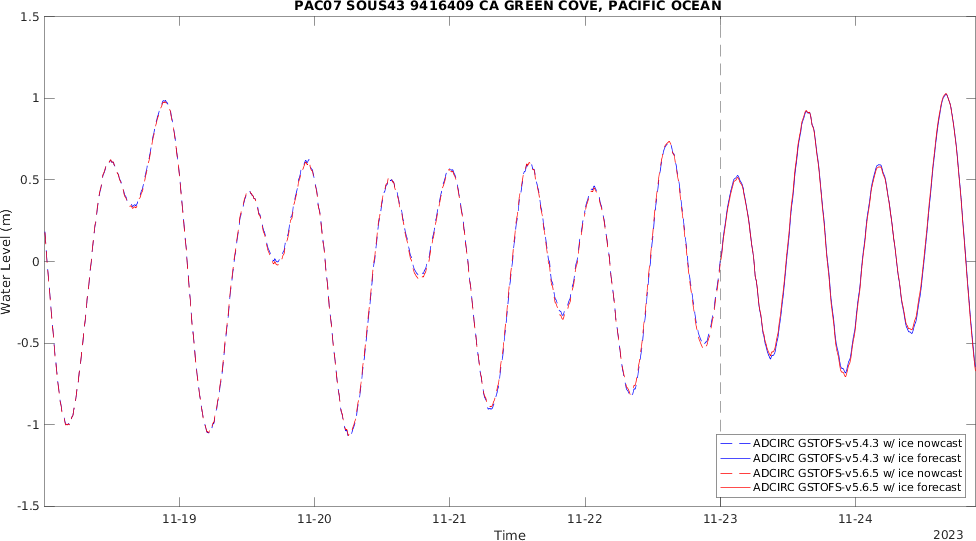 PAC07 SOUS43 9416409 CA GREEN COVE, PACIFIC OCEAN
1.5
1
0.5
0
-0.5
-1
-1.5
Water Level (m)
ADCIRC GSTOFS-v5.4.3 w/ ice nowcast
ADCIRC GSTOFS-v5.4.3 w/ ice forecast
ADCIRC GSTOFS-v5.6.5 w/ ice nowcast
ADCIRC GSTOFS-v5.6.5 w/ ice forecast
11-19 11-20 11-21 11-22 11-23 11-24
Time
2023